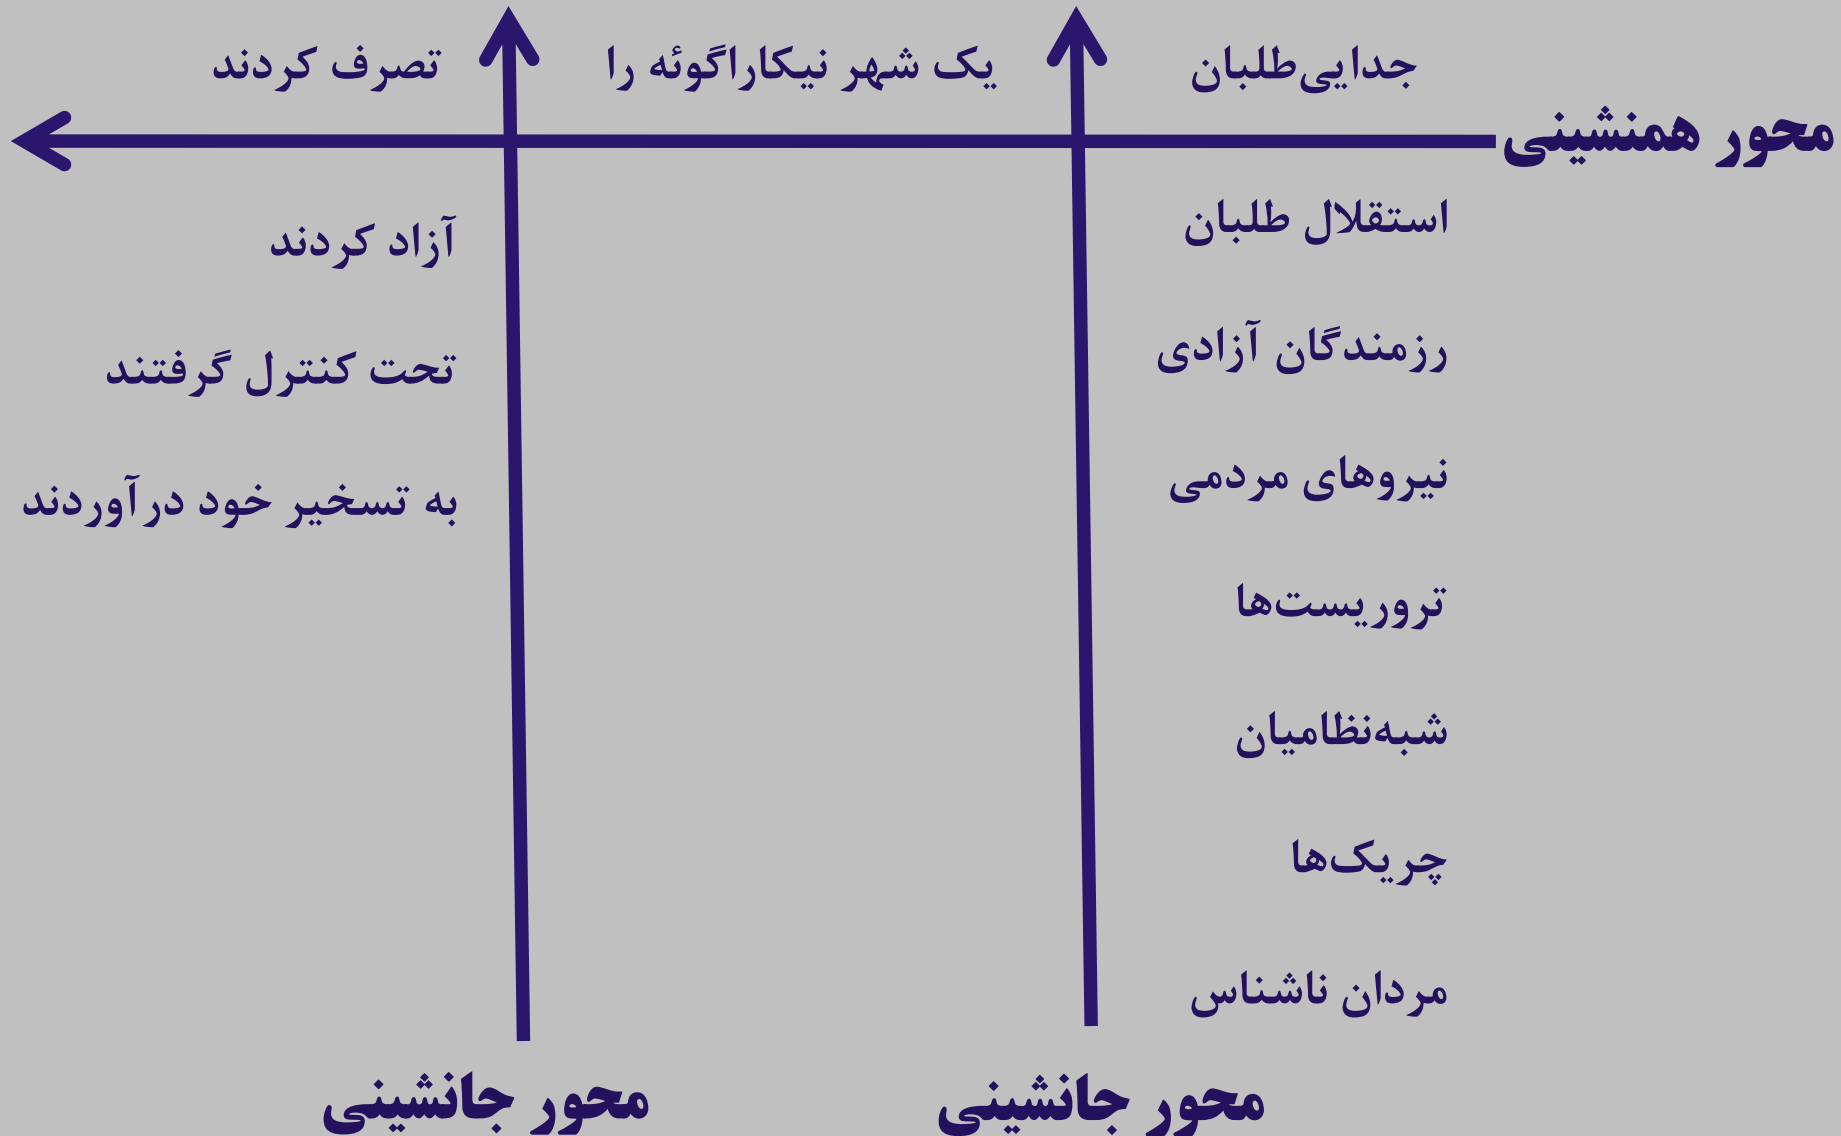 جدایی‌طلبان یک شهر نیکاراگوئه را تصرف کردند
محور همنشینی
استقلال طلبان
رزمندگان آزادی
نیروهای مردمی
تروریست‌ها
شبه‌نظامیان
چریک‌ها
مردان ناشناس
محور جانشینی
آزاد کردند
تحت کنترل گرفتند
به تسخیر خود درآوردند
محور جانشینی